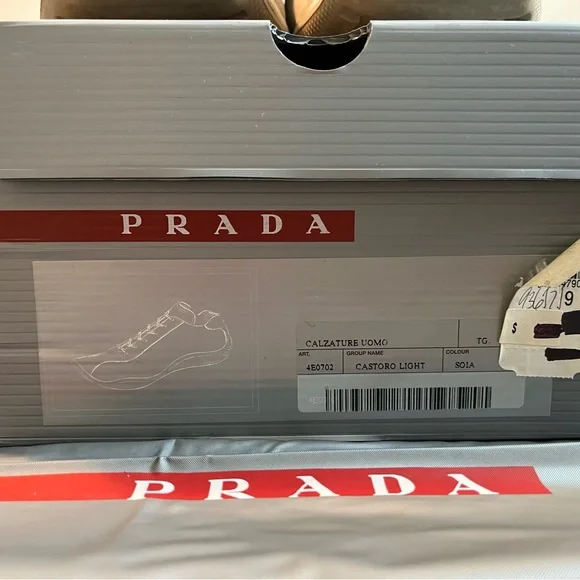 PRADA
CALZATURE UOMO TG.
ART. GROUP NAME COLOUR
4E0702 CASTORO LIGHT SOIA
9
$
PRADA